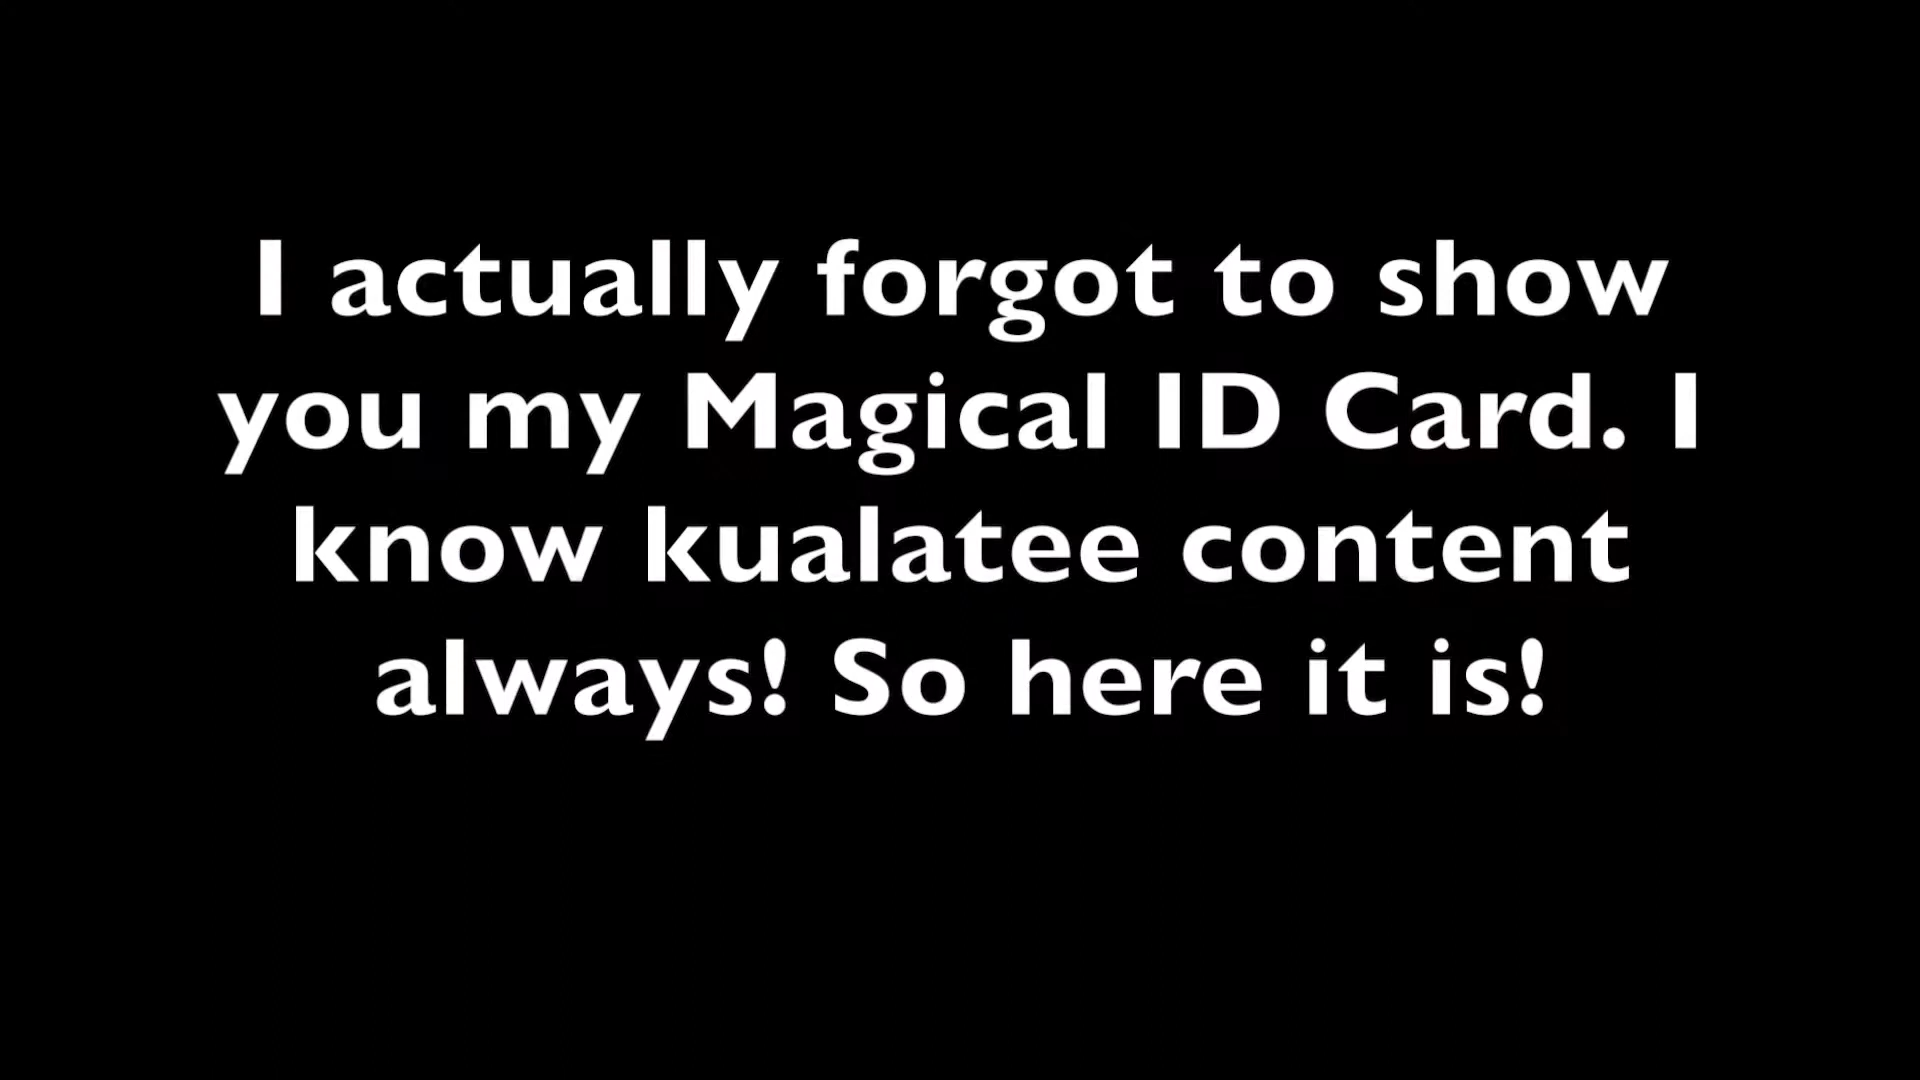 I actually forgot to show
you my Magical ID Card. I
know kualatee content
always! So here it is!